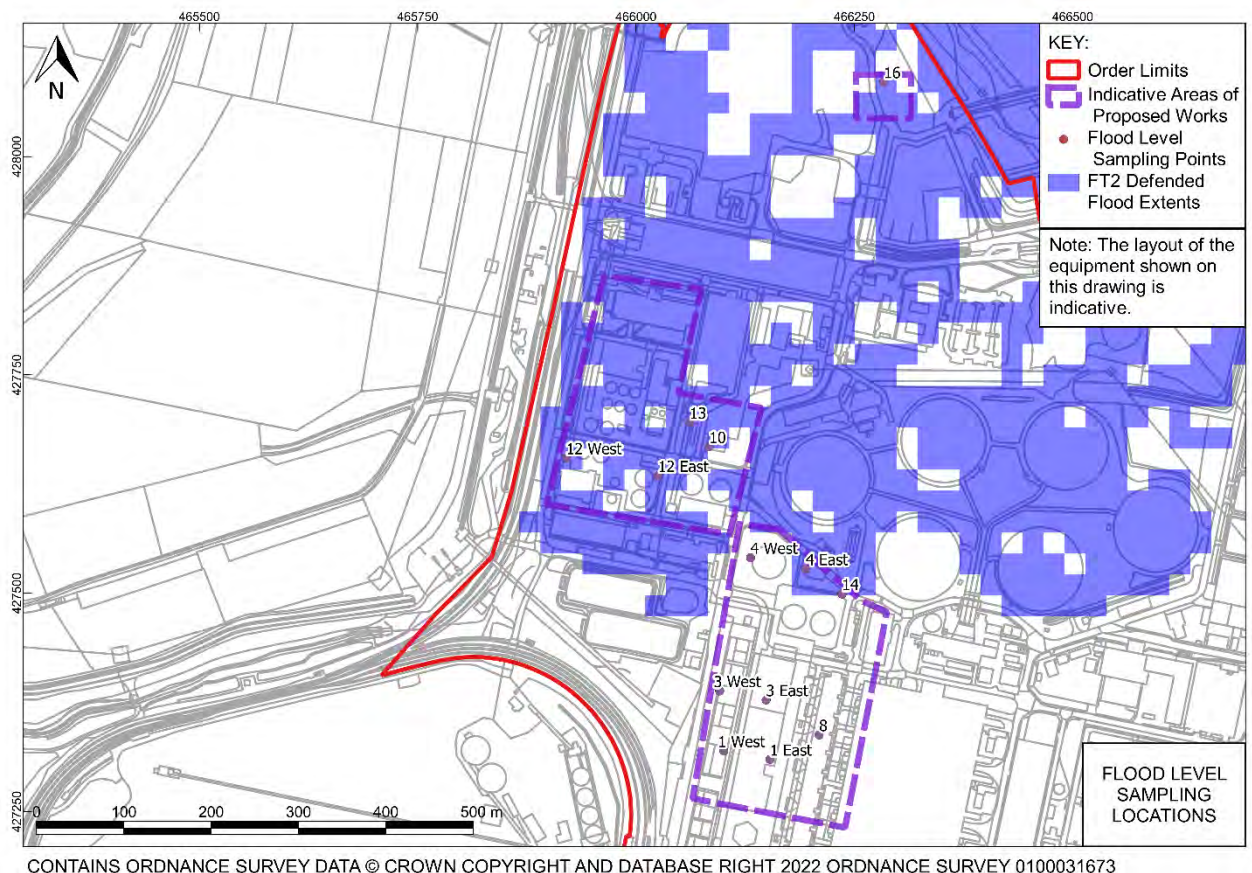 465500 465750 466000 466250 466500
428000
427750
427500
427250
N
KEY:
Order Limits
Indicative Areas of
Proposed Works
Flood Level
Sampling Points
FT2 Defended
Flood Extents
Note: The layout of the
equipment shown on
this drawing is
indicative.
16
13
10
12 West
12 East
4 West
4 East
14
3 West
3 East
8
1 West
1 East
0 100 200 300 400 500 m
FLOOD LEVEL
SAMPLING
LOCATIONS
CONTAINS ORDNANCE SURVEY DATA © CROWN COPYRIGHT AND DATABASE RIGHT 2022 ORDNANCE SURVEY 0100031673